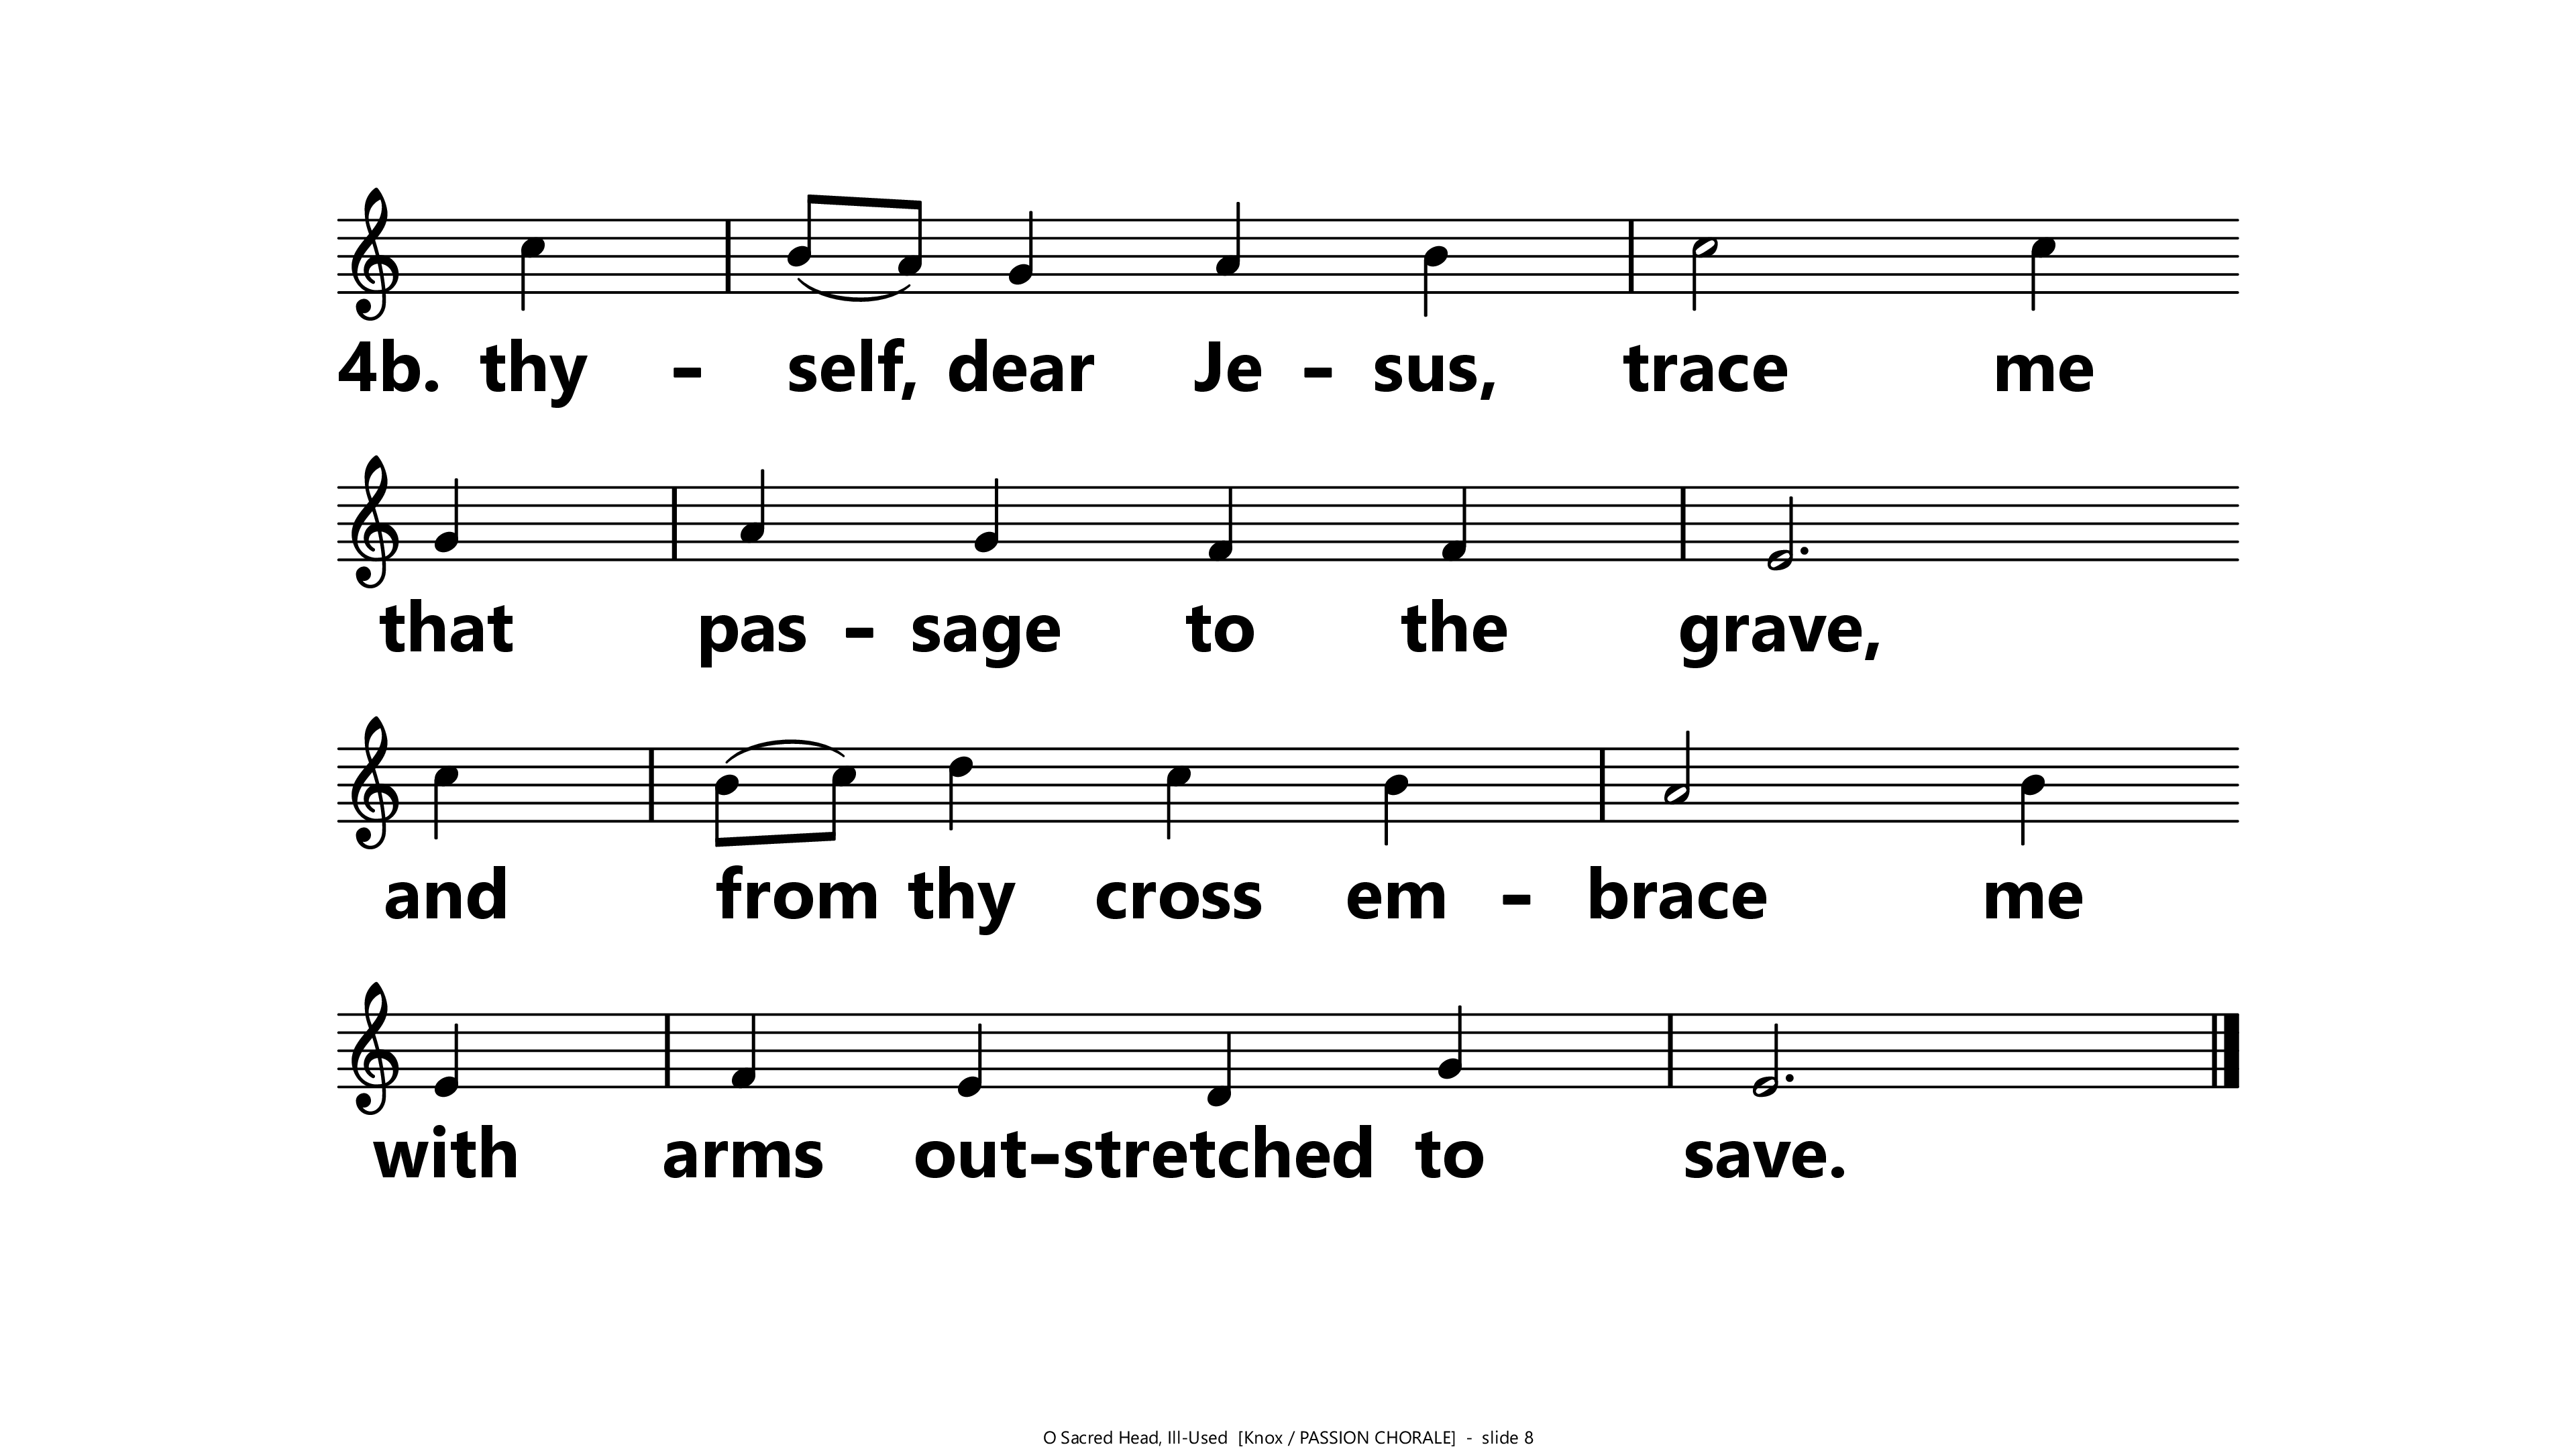 4b. thy - self, dear Je - sus, trace me
that pas - sage to the grave,
and from thy cross em - brace me
with arms out-stretched to save.
O Sacred Head, Ill-Used [Knox / PASSION CHORALE] - slide 8